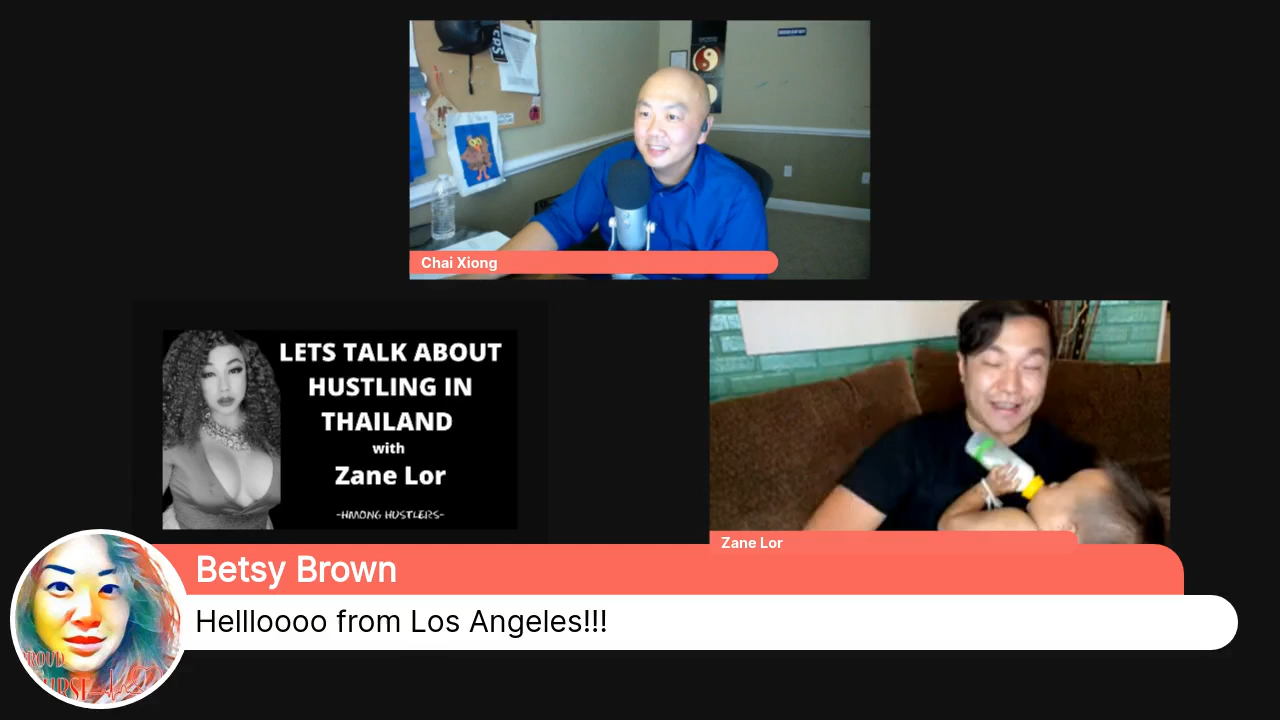 Chai Xiong
LETS TALK ABOUT
HUSTLING IN
THAILAND
with
Zane Lor
-HMONG HUSTLERS-
Zane Lor
Betsy Brown
Hellloooo from Los Angeles!!!